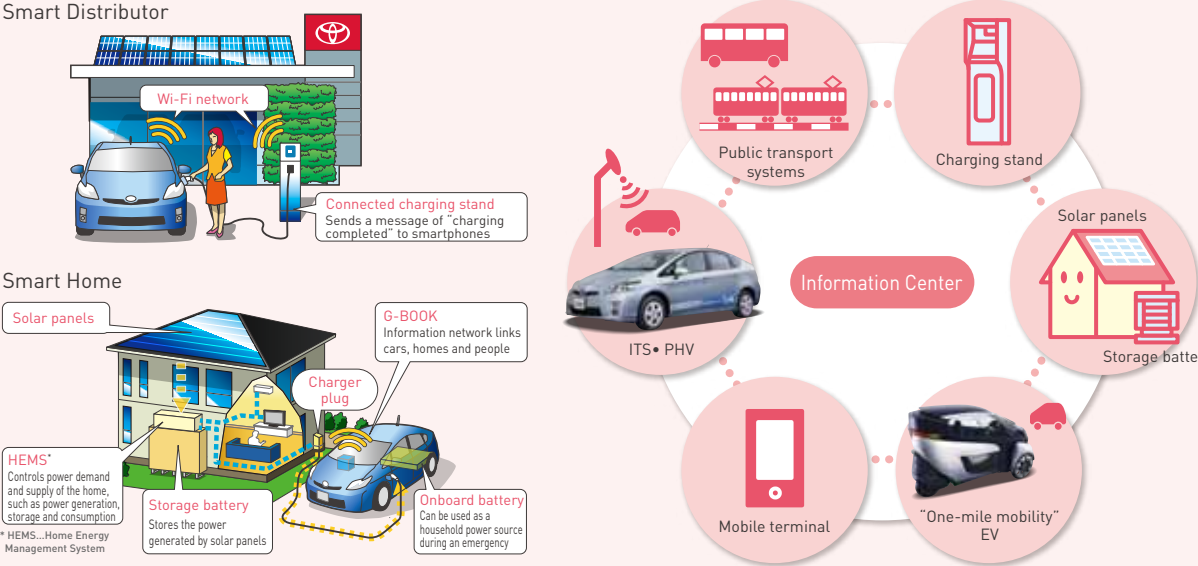 Smart Distributor
Wi-Fi network
Connected charging stand
Sends a message of “charging
completed” to smartphones
Smart Home
Solar panels
G-BOOK
Information network links
cars, homes and people
Charger
plug
HEMS*
Controls power demand
and supply of the home,
such as power generation,
storage and consumption
* HEMS...Home Energy
Management System
Storage battery
Stores the power
generated by solar panels
Onboard battery
Can be used as a
household power source
during an emergency
Public transport
systems
Charging stand
Solar panels
Storage batte
Information Center
ITS• PHV
Mobile terminal
“One-mile mobility”
EV